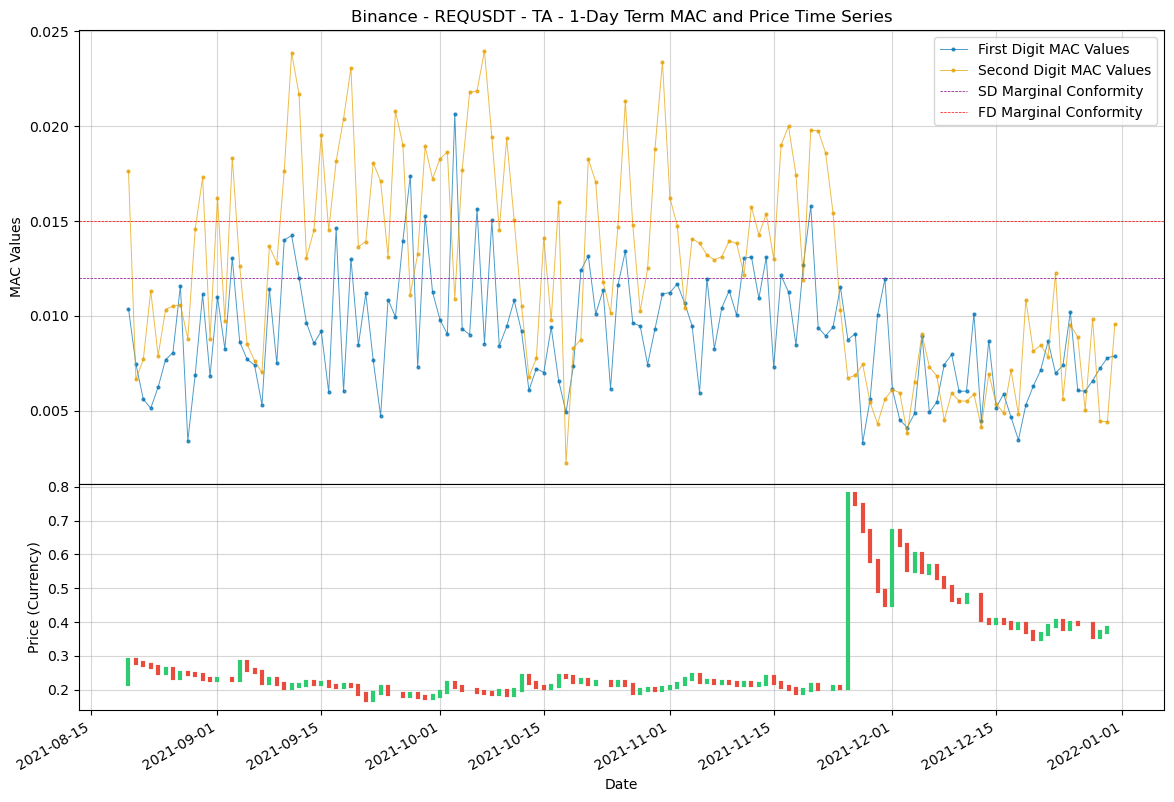 Binance - REQUSDT - TA - 1-Day Term MAC and Price Time Series
0.025
0.020
0.015
0.010
0.005
MAC Values
First Digit MAC Values
Second Digit MAC Values
SD Marginal Conformity
FD Marginal Conformity
0.8
0.7
0.6
0.5
0.4
0.3
0.2
Price (Currency)
2021-08-15
2021-09-01
2021-09-15
2021-10-01
2021-10-15
2021-11-01
2021-11-15
2021-12-01
2021-12-15
2022-01-01
Date